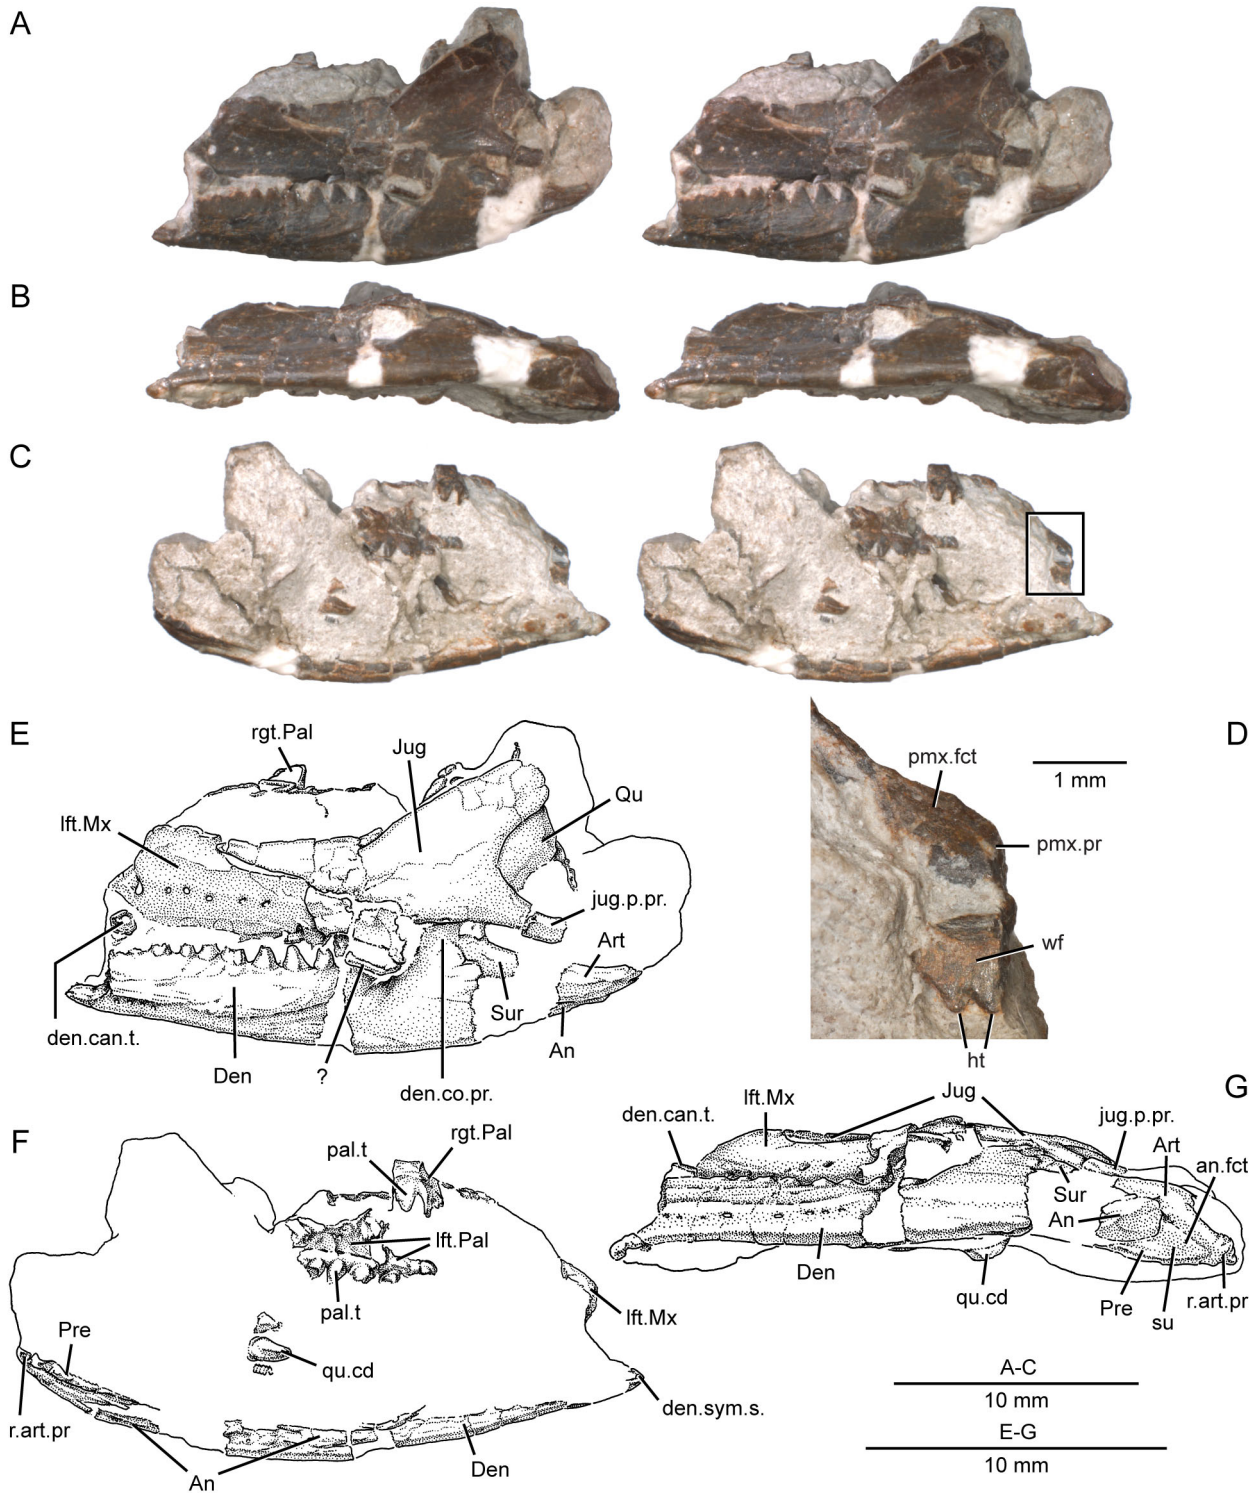 A
B
C
E
rgt.Pal
Jug
Qu
lft.Mx
jug.p.pr.
Art
den.can.t.
Den
?
den.co.pr.
Sur
An
D
pmx.fct
1 mm
pmx.pr
wf
ht
F
pal.t
rgt.Pal
lft.Pal
pal.t
lft.Mx
Pre
qu.cd
r.art.pr
den.sym.s.
An
Den
G
den.can.t.
lft.Mx
Jug
jug.p.pr.
Art
an.fct
Sur
An
Den
qu.cd
Pre
su
r.art.pr
A-C
10 mm
E-G
10 mm